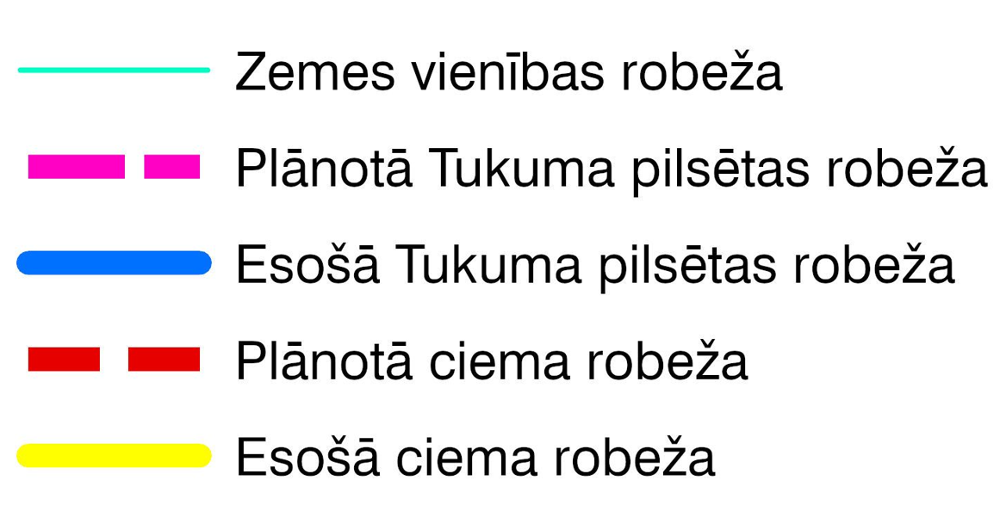 Zemes vienības robeža
Plānotā Tukuma pilsētas robeža
Esošā Tukuma pilsētas robeža
Plānotā ciema robeža
Esošā ciema robeža